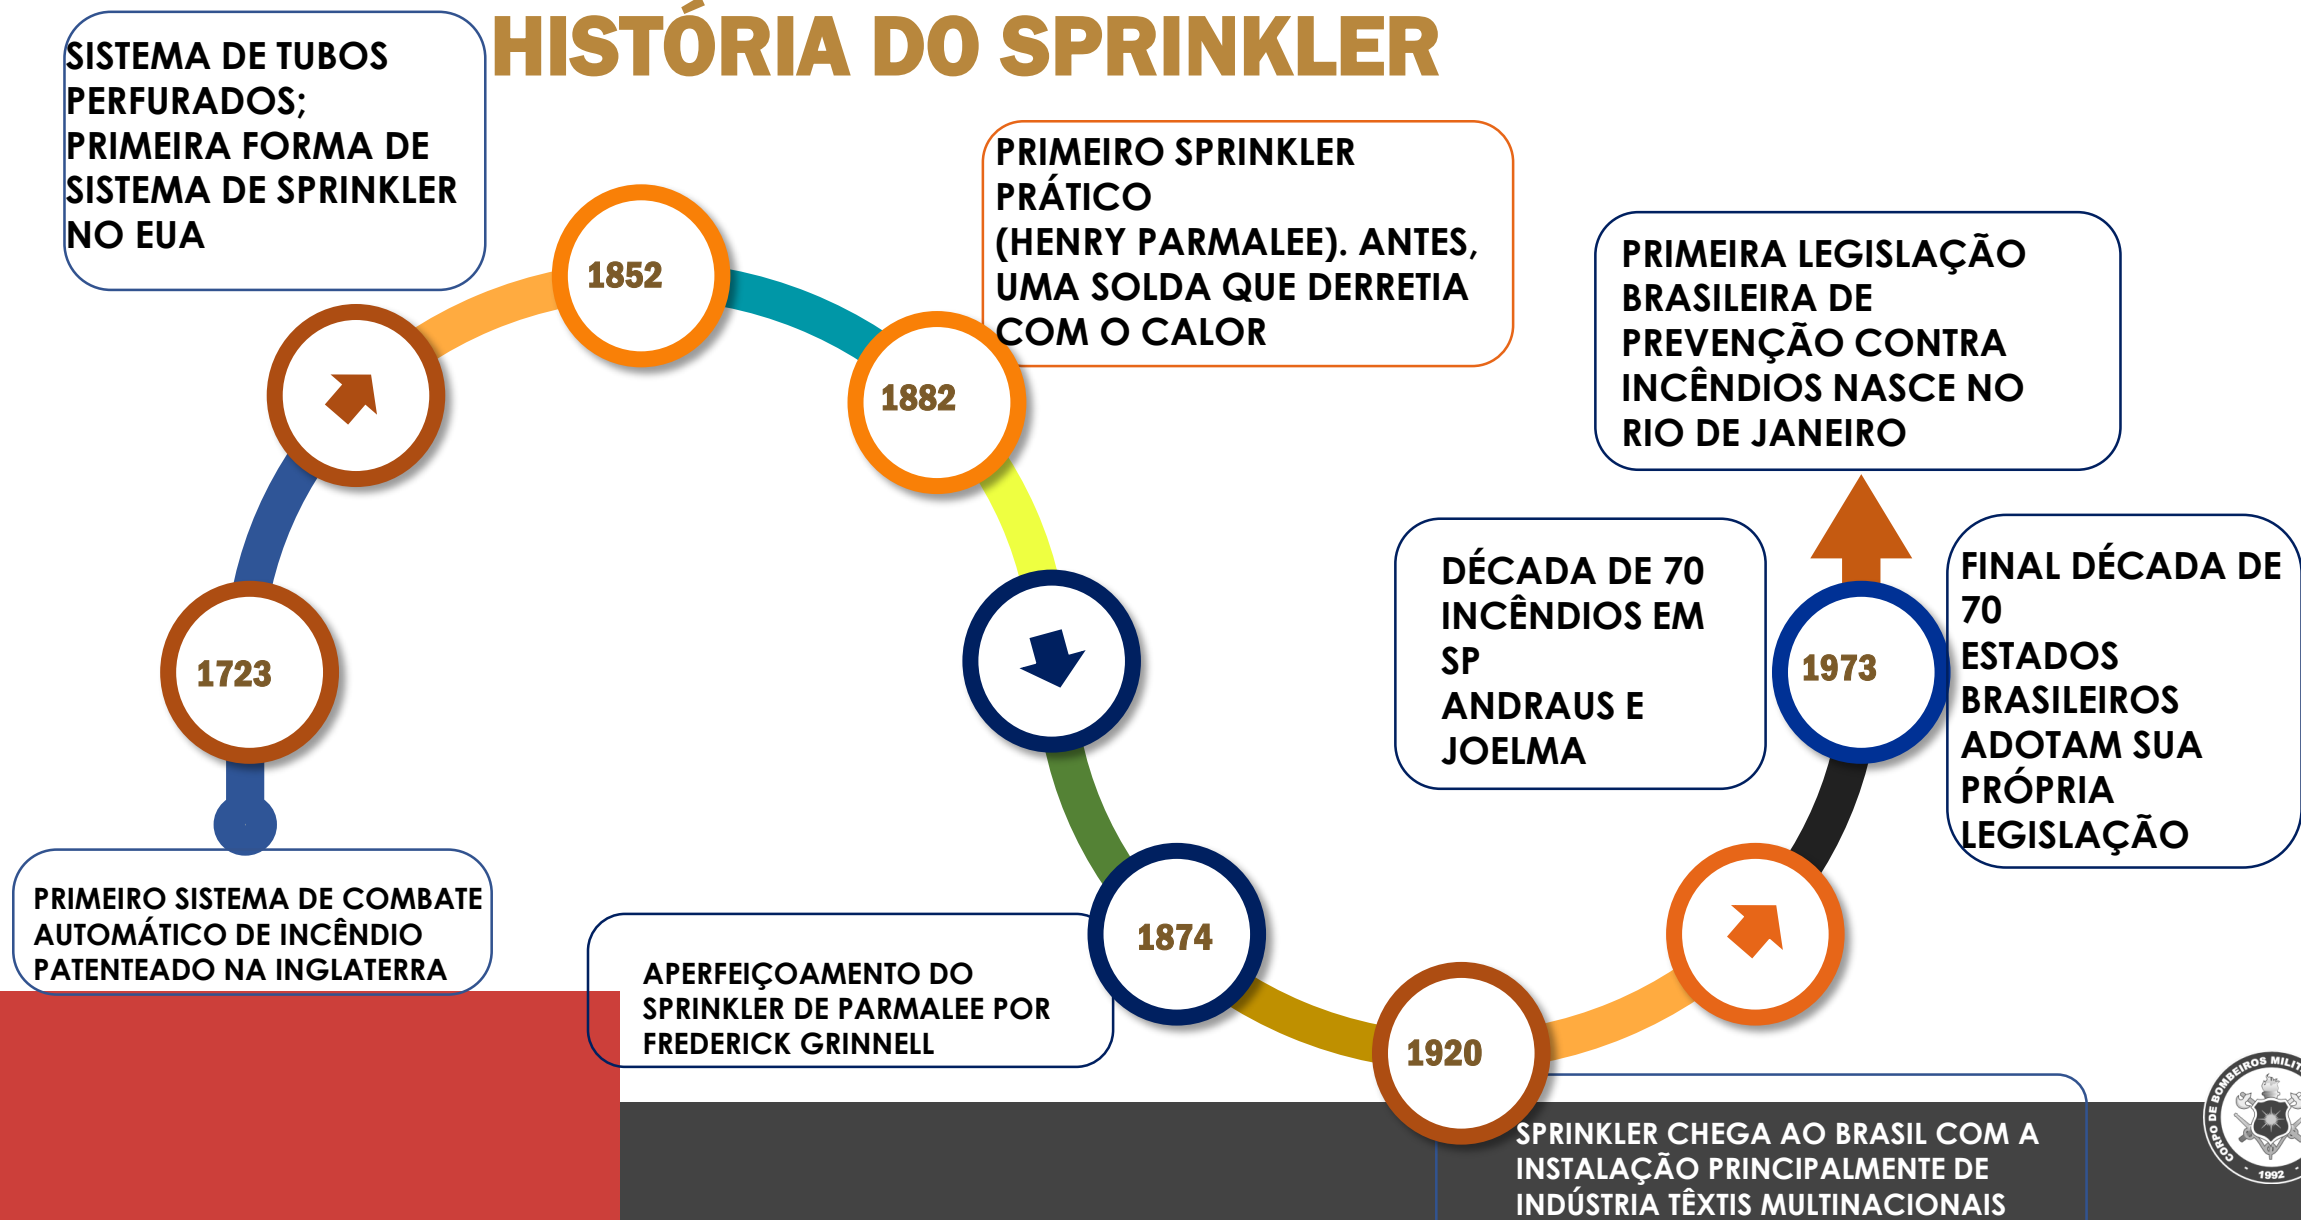 HISTÓRIA DO SPRINKLER
SISTEMA DE TUBOS
PERFURADOS;
PRIMEIRA FORMA DE
SISTEMA DE SPRINKLER
NO EUA
1852
PRIMEIRO SPRINKLER
PRÁTICO
(HENRY PARMALEE). ANTES,
UMA SOLDA QUE DERRETIA
COM O CALOR
1882
PRIMEIRA LEGISLAÇÃO
BRASILEIRA DE
PREVENÇÃO CONTRA
INCÊNDIOS NASCE NO
RIO DE JANEIRO
DÉCADA DE 70
INCÊNDIOS EM
SP
ANDRAUS E
JOELMA
1973
FINAL DÉCADA DE
70
ESTADOS
BRASILEIROS
ADOTAM SUA
PRÓPRIA
LEGISLAÇÃO
1723
PRIMEIRO SISTEMA DE COMBATE
AUTOMÁTICO DE INCÊNDIO
PATENTEADO NA INGLATERRA
APERFEIÇOAMENTO DO
SPRINKLER DE PARMALEE POR
FREDERICK GRINNELL
1874
1920
SPRINKLER CHEGA AO BRASIL COM A
INSTALAÇÃO PRINCIPALMENTE DE
INDÚSTRIA TÊXTIS MULTINACIONAIS
CORPO DE BOMBEIROS
- 1992 -